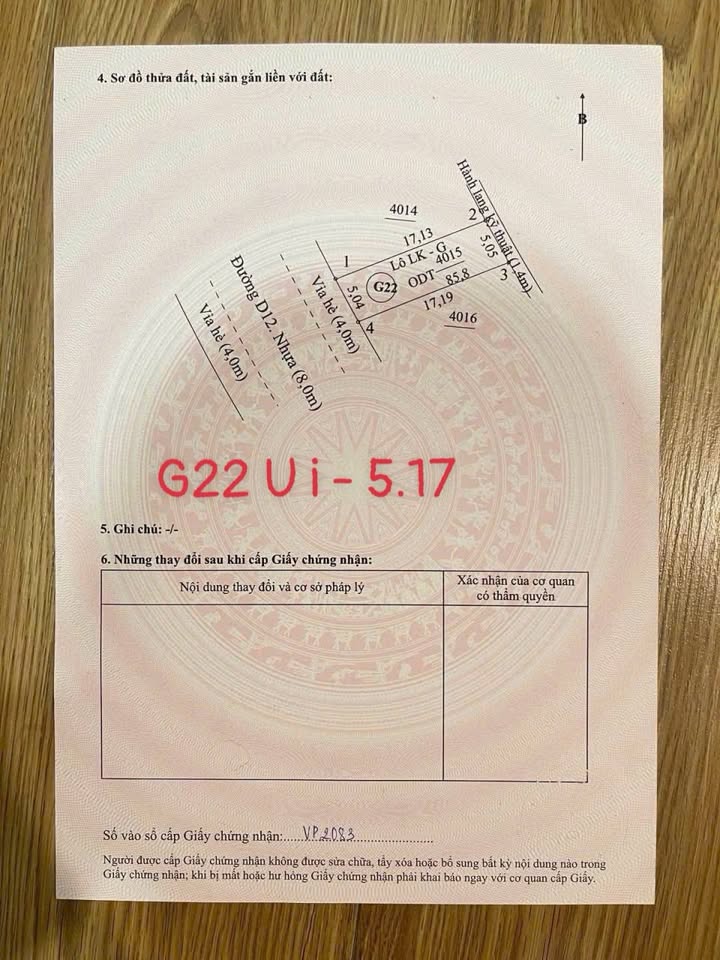 4. Sơ đồ thửa đất, tài sản gắn liền với đất:
B
Hành lang kỹ thuật (1,4m)
4014
2
17,13
1
Lô LK - G
5,05
G22
ODT
4015
85,8
3
5,04
17,19
4
4016
Vỉa hè (4,0m)
Đường D12. Nhựa (8,0m)
Vỉa hè (4,0m)
G22 U i - 5.17
5. Ghi chú: -/-
6. Những thay đổi sau khi cấp Giấy chứng nhận:
Nội dung thay đổi và cơ sở pháp lý
Xác nhận của cơ quan
có thẩm quyền
Số vào sổ cấp Giấy chứng nhận:.....VP2083....................
Người được cấp Giấy chứng nhận không được sửa chữa, tẩy xóa hoặc bổ sung bất kỳ nội dung nào trong
Giấy chứng nhận; khi bị mất hoặc hư hỏng Giấy chứng nhận phải khai báo ngay với cơ quan cấp Giấy.